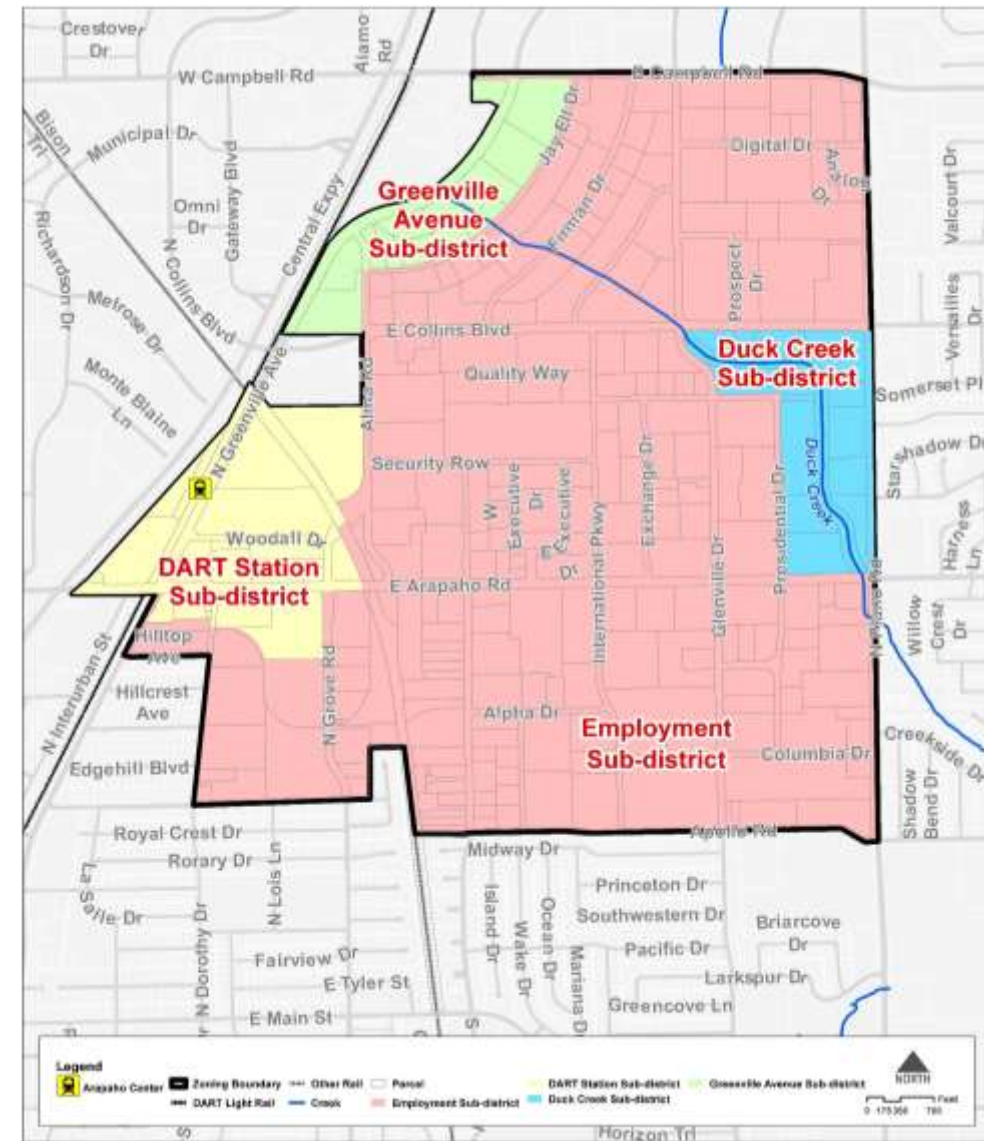 Crestover
Dr
Alamo
Rd
W Campbell Rd
E Campbell Rd
Bison
Trl
Municipal Dr
Jay Ell Dr
Digital Dr
Analog
Dr
Omni
Dr
Gateway Blvd
N Collins Blvd
Central Expy
Greenville
Avenue
Sub-district
Firman Dr
Valcourt Dr
Richardson Dr
Melrose Dr
Prospect
Dr
Versailles
Dr
E Collins Blvd
Duck Creek
Sub-district
Monte Blaine
Ln
N Greenville Ave
Alma Rd
Quality Way
Somerset Pl
Security Row
W
Executive
Dr
Executive
E
Dr
International Pkwy
Exchange Dr
Glenville Dr
Presidential Dr
Duck Creek
Starshadow Dr
Harness
Ln
Woodall Dr
DART Station
Sub-district
E Arapaho Rd
N Interurban St
Hilltop
Ave
Hillcrest
Ave
N Grove Rd
Willow
Crest
Dr
Alpha Dr
Employment
Sub-district
Columbia Dr
Creekside Dr
Edgehill Blvd
Shadow
Bend Dr
Royal Crest Dr
Apollo Rd
Rorary Dr
Midway Dr
La Salle Dr
N Lois Ln
N Dorothy Dr
Island Dr
Wake Dr
Ocean Dr
Princeton Dr
Southwestern Dr
Briarcove
Dr
Fairview Dr
Pacific Dr
E Tyler St
Larkspur Dr
Greencove Ln
E Main St
Legend
Arapaho Center
Zoning Boundary
Other Rail
Parcel
DART Station Sub-district
Greenville Avenue Sub-district
DART Light Rail
Creek
Employment Sub-district
Duck Creek Sub-district
NORTH
Feet
Horizon Trl